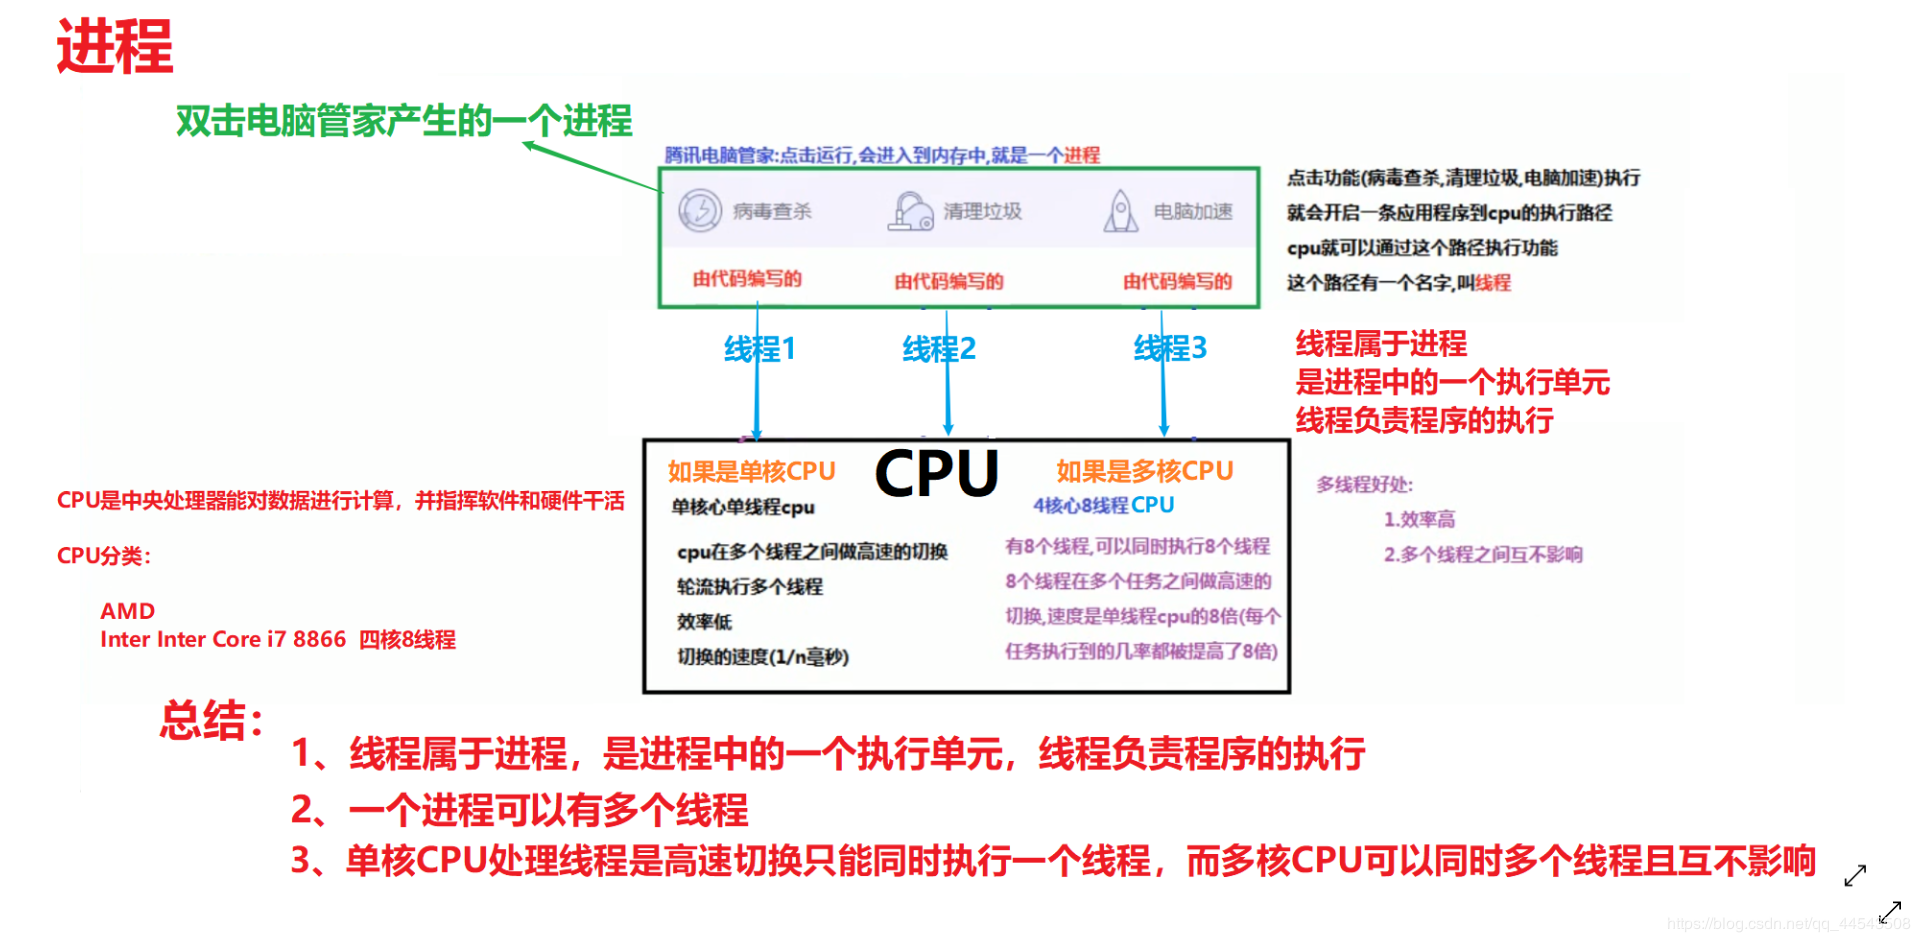 进程
双击电脑管家产生的一个进程
腾讯电脑管家:点击运行,会进入到内存中,就是一个进程
病毒查杀
清理垃圾
电脑加速
由代码编写的
由代码编写的
由代码编写的
点击功能(病毒查杀,清理垃圾,电脑加速)执行
就会开启一条应用程序到cpu的执行路径
cpu就可以通过这个路径执行功能
这个路径有一个名字,叫线程
线程1
线程2
线程3
线程属于进程
是进程中的一个执行单元
线程负责程序的执行
CPU
如果是单核CPU
单核心单线程cpu
cpu在多个线程之间做高速的切换
轮流执行多个线程
效率低
切换的速度(1/n毫秒)
如果是多核CPU
4核心8线程CPU
有8个线程,可以同时执行8个线程
8个线程在多个任务之间做高速的
切换,速度是单线程cpu的8倍(每个
任务执行到的几率都被提高了8倍)
多线程好处:
1.效率高
2.多个线程之间互不影响
CPU是中央处理器能对数据进行计算，并指挥软件和硬件干活
CPU分类：
AMD
Inter Inter Core i7 8866 四核8线程
总结：
1、线程属于进程，是进程中的一个执行单元，线程负责程序的执行
2、一个进程可以有多个线程
3、单核CPU处理线程是高速切换只能同时执行一个线程，而多核CPU可以同时多个线程且互不影响